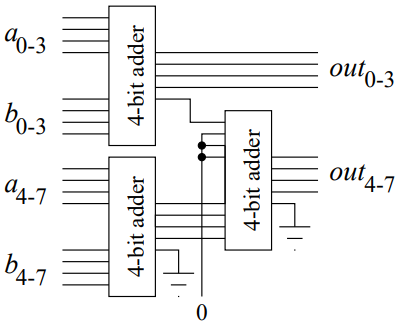 a0-3
4-bit adder
out0-3
b0-3
4-bit adder
a4-7
4-bit adder
out4-7
b4-7
0